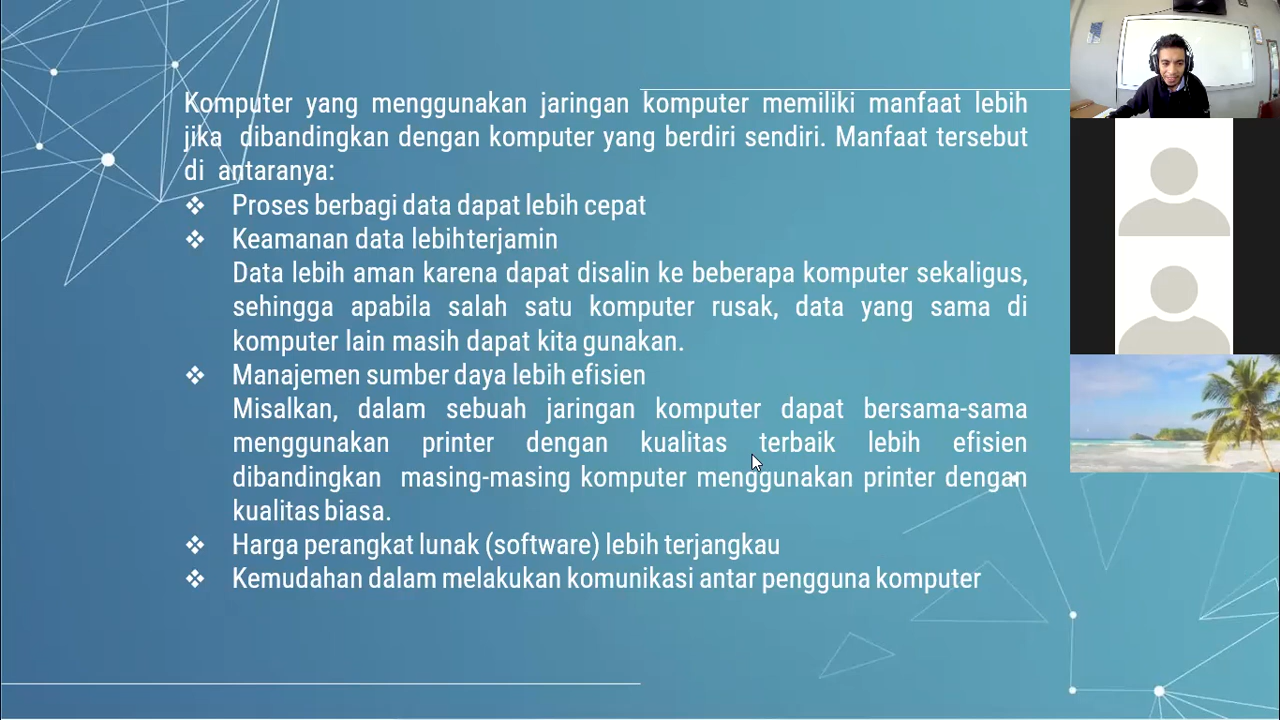 Komputer yang menggunakan jaringan komputer memiliki manfaat lebih
jika dibandingkan dengan komputer yang berdiri sendiri. Manfaat tersebut
di antaranya:
❖ Proses berbagi data dapat lebih cepat
❖ Keamanan data lebihterjamin
Data lebih aman karena dapat disalin ke beberapa komputer sekaligus,
sehingga apabila salah satu komputer rusak, data yang sama di
komputer lain masih dapat kita gunakan.
❖ Manajemen sumber daya lebih efisien
Misalkan, dalam sebuah jaringan komputer dapat bersama-sama
menggunakan printer dengan kualitas terbaik lebih efisien
dibandingkan masing-masing komputer menggunakan printer dengan
kualitas biasa.
❖ Harga perangkat lunak (software) lebih terjangkau
❖ Kemudahan dalam melakukan komunikasi antar pengguna komputer